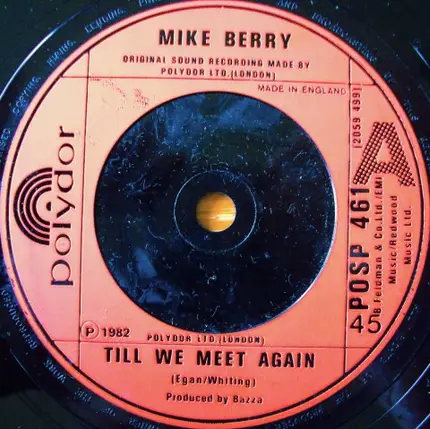 MIKE BERRY
ORIGINAL SOUND RECORDING MADE BY
POLYDOR LTD.(LONDON)
MADE IN ENGLAND
(2059 499)
A
polydor
POSP 461
B Feldman & Co.Ltd./EMI
Music/Redwood
Music Ltd.
45
℗ 1982
POLYDOR LTD.(LONDON)
TILL WE MEET AGAIN
(Egan/Whiting)
Produced by Bazza